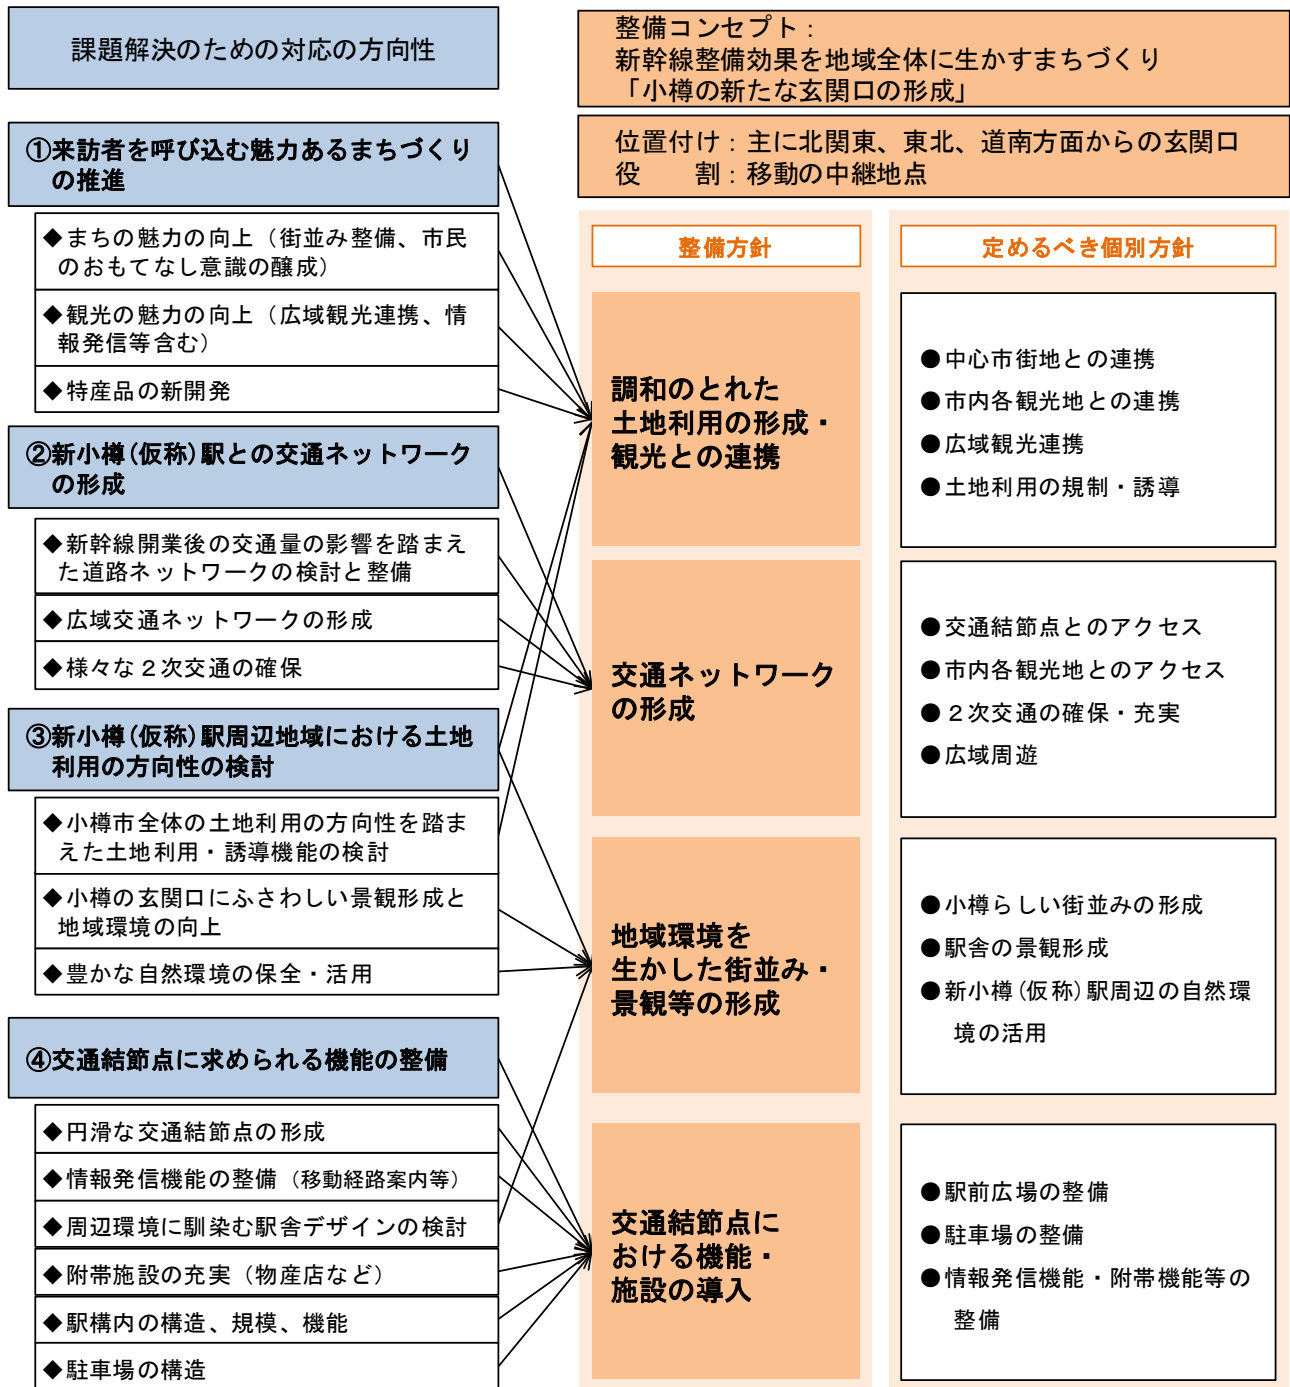 課題解決のための対応の方向性
①来訪者を呼び込む魅力あるまちづくり
の推進
◆まちの魅力の向上（街並み整備、市民
のおもてなし意識の醸成）
◆観光の魅力の向上（広域観光連携、情
報発信等含む）
◆特産品の新開発
②新小樽(仮称)駅との交通ネットワーク
の形成
◆新幹線開業後の交通量の影響を踏まえ
た道路ネットワークの検討と整備
◆広域交通ネットワークの形成
◆様々な２次交通の確保
③新小樽(仮称)駅周辺地域における土地
利用の方向性の検討
◆小樽市全体の土地利用の方向性を踏ま
えた土地利用・誘導機能の検討
◆小樽の玄関口にふさわしい景観形成と
地域環境の向上
◆豊かな自然環境の保全・活用
④交通結節点に求められる機能の整備
◆円滑な交通結節点の形成
◆情報発信機能の整備（移動経路案内等）
◆周辺環境に馴染む駅舎デザインの検討
◆附帯施設の充実（物産店など）
◆駅構内の構造、規模、機能
◆駐車場の構造
整備コンセプト：
新幹線整備効果を地域全体に生かすまちづくり
「小樽の新たな玄関口の形成」
位置付け：主に北関東、東北、道南方面からの玄関口
役　　割：移動の中継地点
整備方針
調和のとれた
土地利用の形成・
観光との連携
交通ネットワーク
の形成
地域環境を
生かした街並み・
景観等の形成
交通結節点に
おける機能・
施設の導入
定めるべき個別方針
●中心市街地との連携
●市内各観光地との連携
●広域観光連携
●土地利用の規制・誘導
●交通結節点とのアクセス
●市内各観光地とのアクセス
●２次交通の確保・充実
●広域周遊
●小樽らしい街並みの形成
●駅舎の景観形成
●新小樽(仮称)駅周辺の自然環
境の活用
●駅前広場の整備
●駐車場の整備
●情報発信機能・附帯機能等の
整備